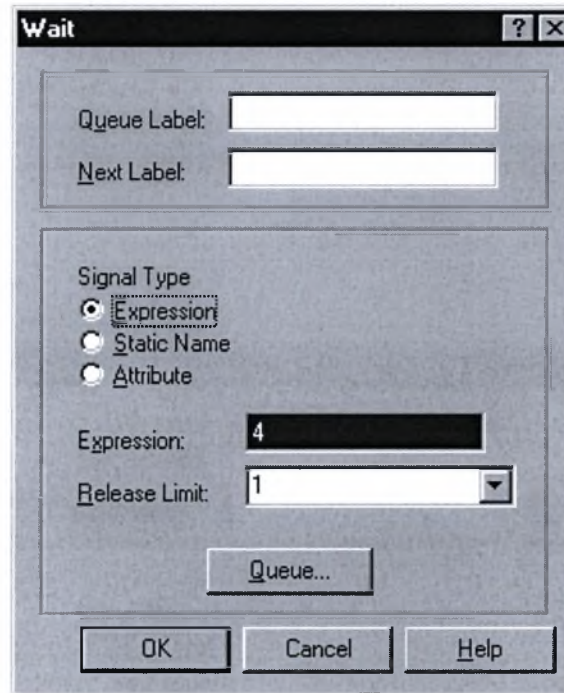 Wait ? ×
Queue Label:
Next Label:
Signal Type
Expression
Static Name
Attribute
Expression: 4
Release Limit: 1
Queue...
OK Cancel Help